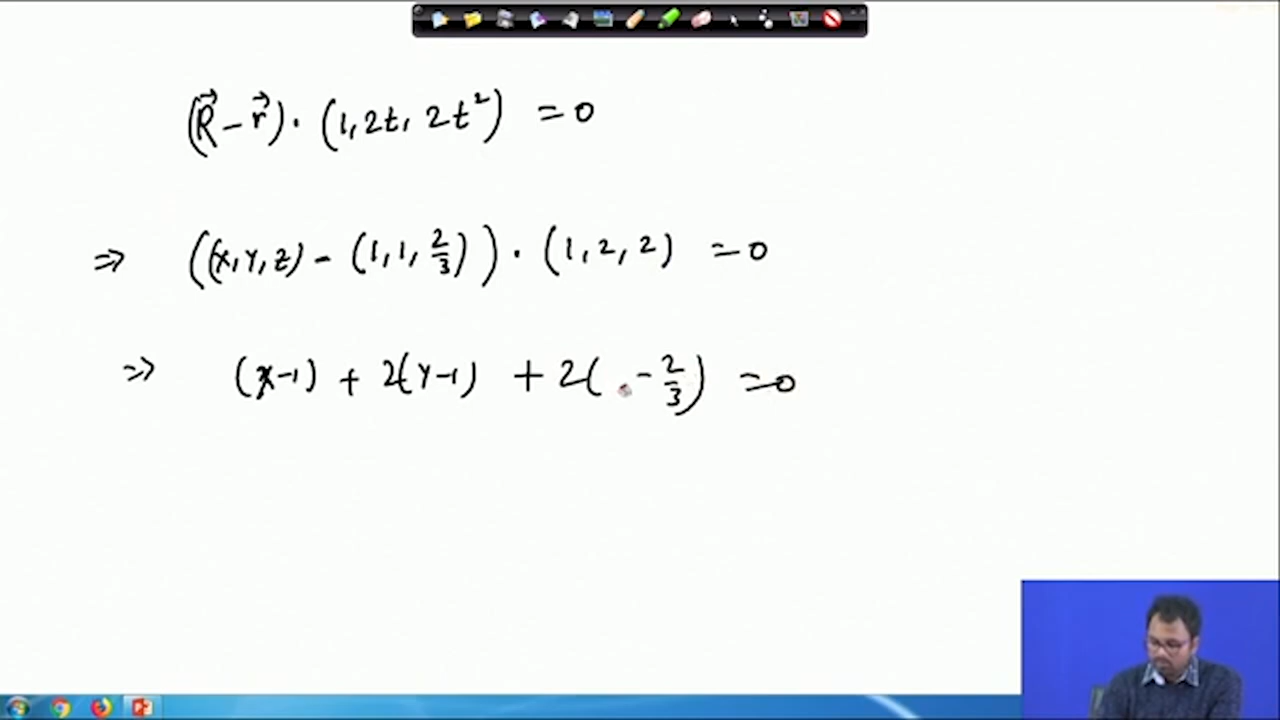 (R⃗ – r⃗) · (1, 2t, 2t²) = 0
⇒ ((x, y, z) – (1, 1, 2/3)) · (1, 2, 2) = 0
⇒ (x–1) + 2(y–1) + 2( – 2/3) = 0